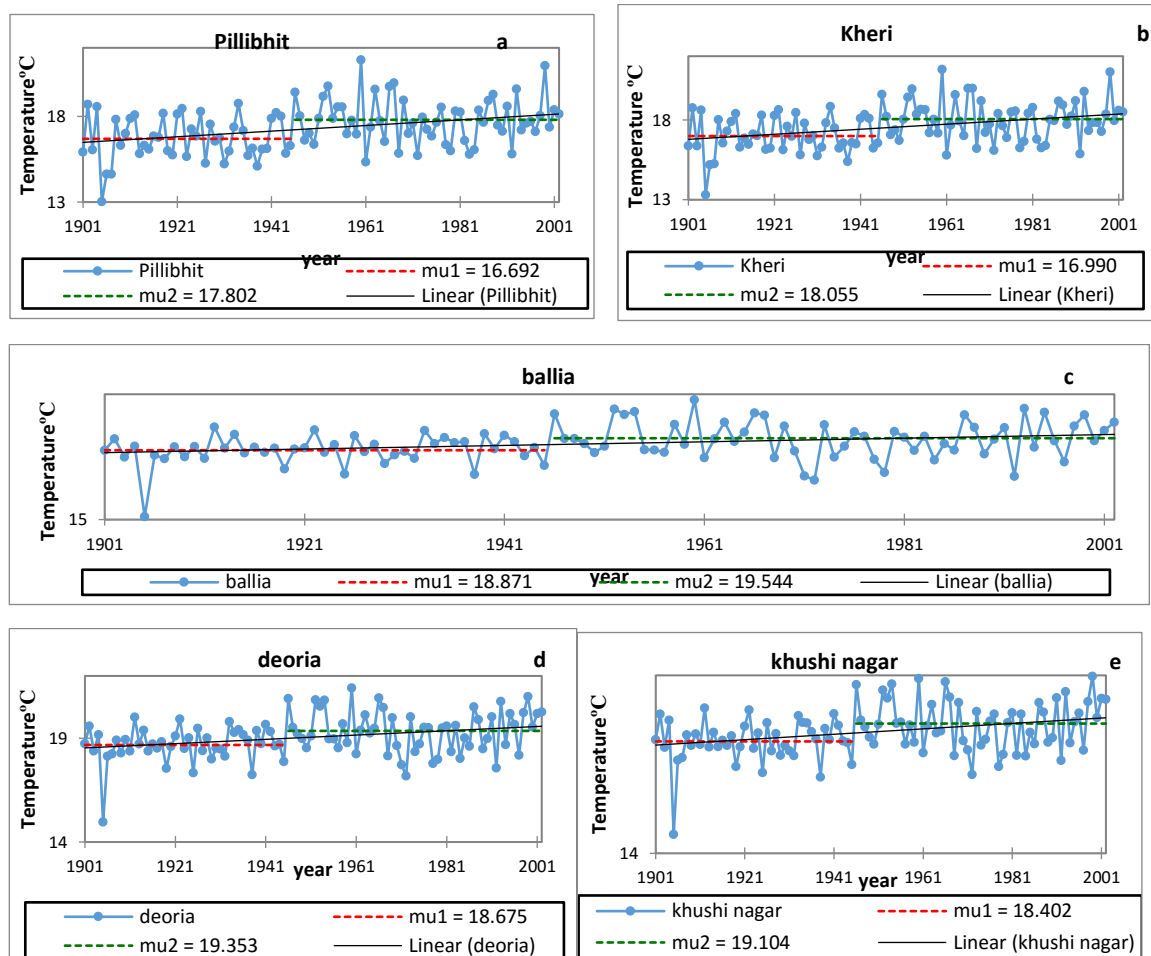 Pillibhit a
Temperature°C
18
13
1901 1921 1941 1961 1981 2001
year
Pillibhit mu1 = 16.692
mu2 = 17.802 Linear (Pillibhit)
Kheri b
Temperature °C
18
13
1901 1921 1941 1961 1981 2001
year
Kheri mu1 = 16.990
mu2 = 18.055 Linear (Kheri)
ballia c
Temperature°C
15
1901 1921 1941 1961 1981 2001
year
ballia mu1 = 18.871 mu2 = 19.544 Linear (ballia)
deoria d
Temperature°C
19
14
1901 1921 1941 1961 1981 2001
year
deoria mu1 = 18.675
mu2 = 19.353 Linear (deoria)
khushi nagar e
Temperature°C
14
1901 1921 1941 1961 1981 2001
year
khushi nagar mu1 = 18.402
mu2 = 19.104 Linear (khushi nagar)